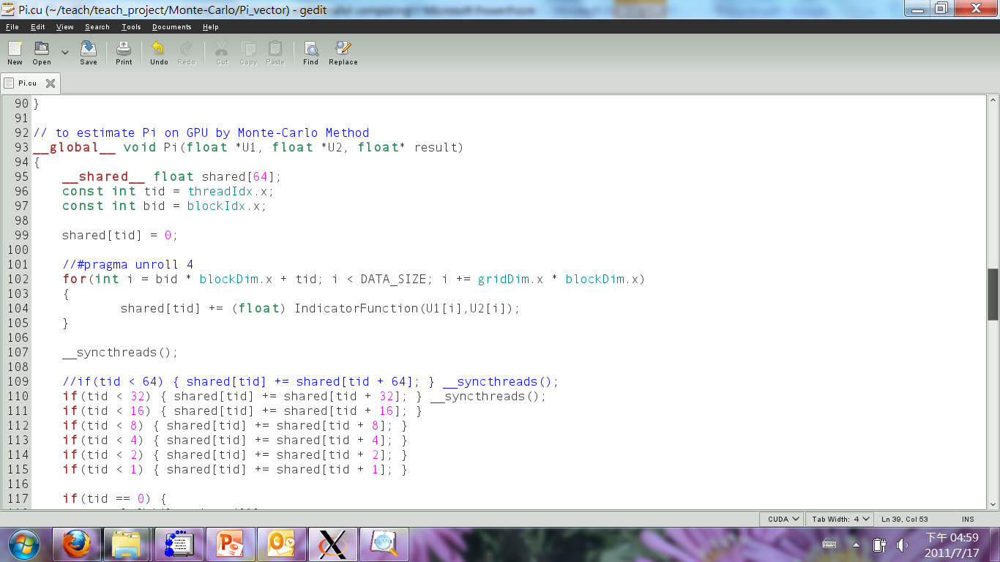 Pi.cu (~/teach/teach_project/Monte-Carlo/Pi_vector) - gedit
File Edit View Search Tools Documents Help
New Open Save Print Undo Redo Cut Copy Paste Find Replace
Pi.cu
90 }
91
92 // to estimate Pi on GPU by Monte-Carlo Method
93 __global__ void Pi(float *U1, float *U2, float* result)
94 {
95     __shared__ float shared[64];
96     const int tid = threadIdx.x;
97     const int bid = blockIdx.x;
98
99     shared[tid] = 0;
100
101     //#pragma unroll 4
102     for(int i = bid * blockDim.x + tid; i < DATA_SIZE; i += gridDim.x * blockDim.x)
103     {
104             shared[tid] += (float) IndicatorFunction(U1[i],U2[i]);
105     }
106
107     __syncthreads();
108
109     //if(tid < 64) { shared[tid] += shared[tid + 64]; } __syncthreads();
110     if(tid < 32) { shared[tid] += shared[tid + 32]; } __syncthreads();
111     if(tid < 16) { shared[tid] += shared[tid + 16]; }
112     if(tid < 8) { shared[tid] += shared[tid + 8]; }
113     if(tid < 4) { shared[tid] += shared[tid + 4]; }
114     if(tid < 2) { shared[tid] += shared[tid + 2]; }
115     if(tid < 1) { shared[tid] += shared[tid + 1]; }
116
117     if(tid == 0) {
CUDA Tab Width: 4 Ln 39, Col 53 INS
下午 04:59
2011/7/17